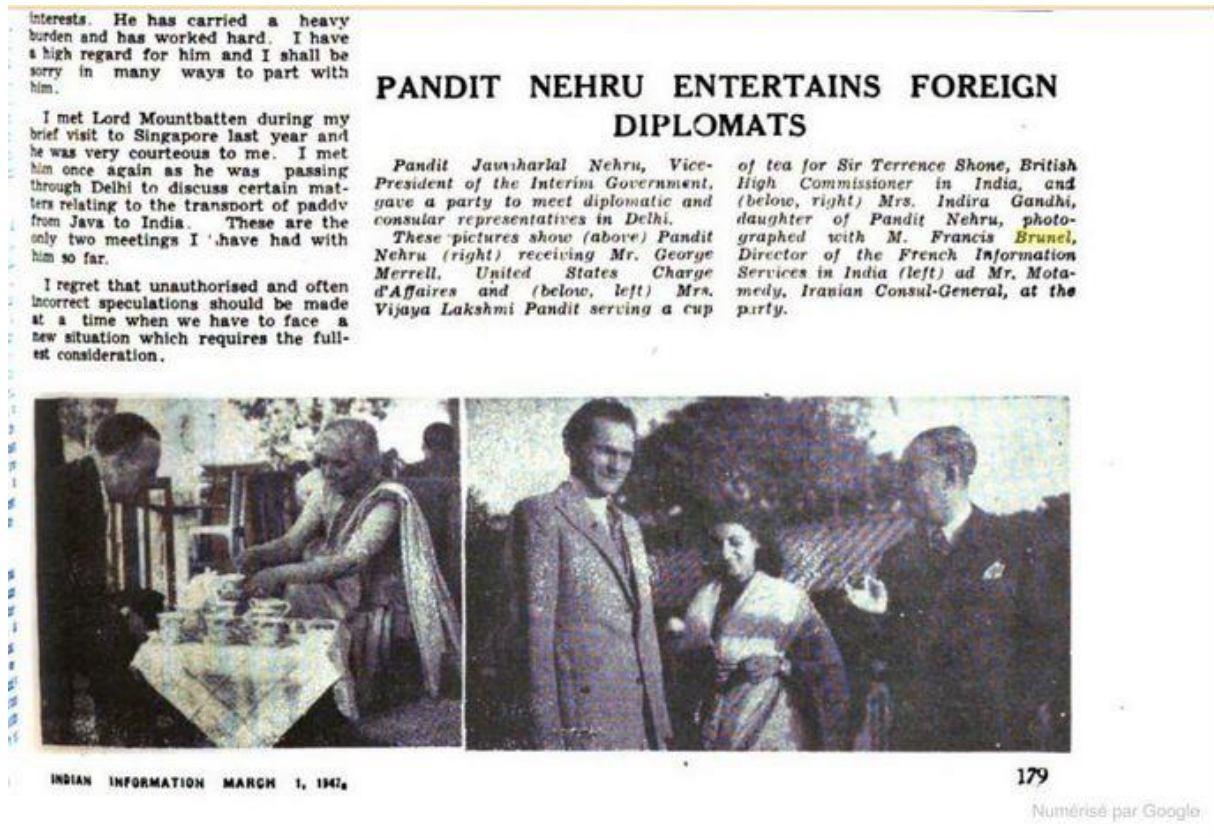 interests. He has carried a heavy
burden and has worked hard. I have
a high regard for him and I shall be
sorry in many ways to part with
him.
I met Lord Mountbatten during my
brief visit to Singapore last year and
he was very courteous to me. I met
him once again as he was passing
through Delhi to discuss certain mat-
ters relating to the transport of paddy
from Java to India. These are the
only two meetings I have had with
him so far.
I regret that unauthorised and often
incorrect speculations should be made
at a time when we have to face a
new situation which requires the full-
est consideration.
PANDIT NEHRU ENTERTAINS FOREIGN
DIPLOMATS
Pandit Jawaharlal Nehru, Vice-
President of the Interim Government,
gave a party to meet diplomatic and
consular representatives in Delhi.
These pictures show (above) Pandit
Nehru (right) receiving Mr. George
Merrell, United States Charge
d'Affaires and (below, left) Mrs.
Vijaya Lakshmi Pandit serving a cup
of tea for Sir Terrence Shone, British
High Commissioner in India, and
(below, right) Mrs. Indira Gandhi,
daughter of Pandit Nehru, photo-
graphed with M. Francis Brunel,
Director of the French Information
Services in India (left) ad Mr. Mota-
medy, Iranian Consul-General, at the
party.
INDIAN INFORMATION MARCH 1, 1947.
179
Numérisé par Google